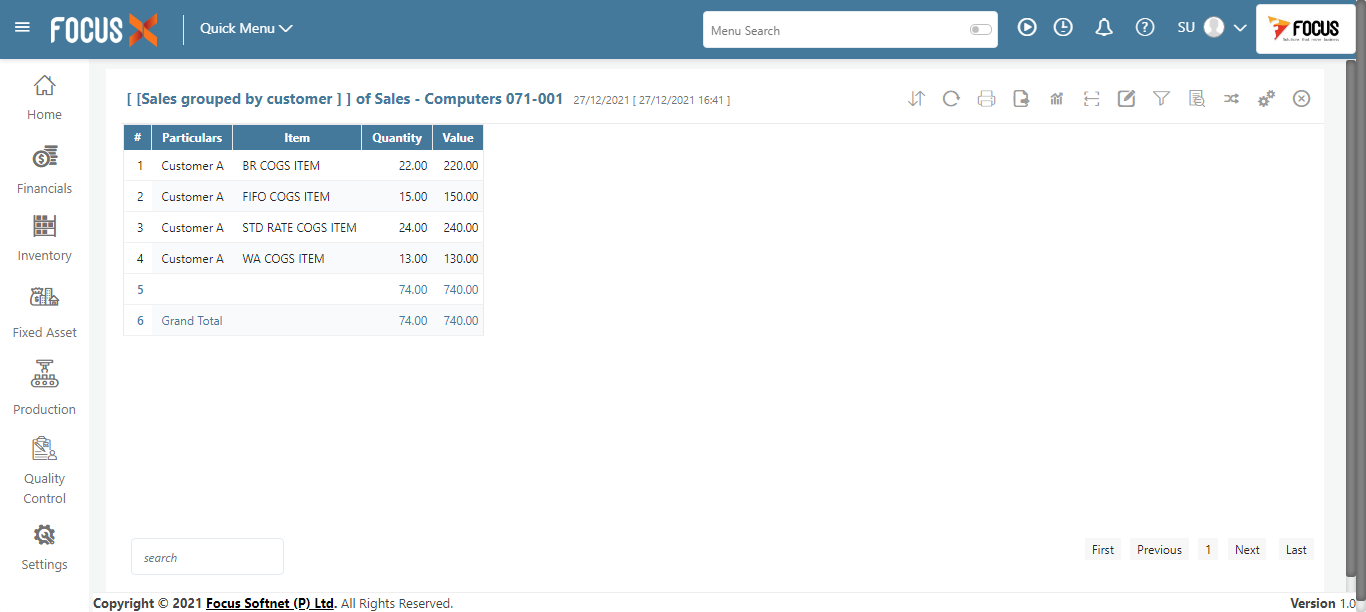 FOCUS X Quick Menu Menu Search SU FOCUS
Home
Financials
Inventory
Fixed Asset
Production
Quality
Control
Settings
[ [Sales grouped by customer ] ] of Sales - Computers 071-001 27/12/2021 [ 27/12/2021 16:41 ]
# Particulars Item Quantity Value
1 Customer A BR COGS ITEM 22.00 220.00
2 Customer A FIFO COGS ITEM 15.00 150.00
3 Customer A STD RATE COGS ITEM 24.00 240.00
4 Customer A WA COGS ITEM 13.00 130.00
5 74.00 740.00
6 Grand Total 74.00 740.00
search First Previous 1 Next Last
Copyright © 2021 Focus Softnet (P) Ltd. All Rights Reserved. Version 1.0